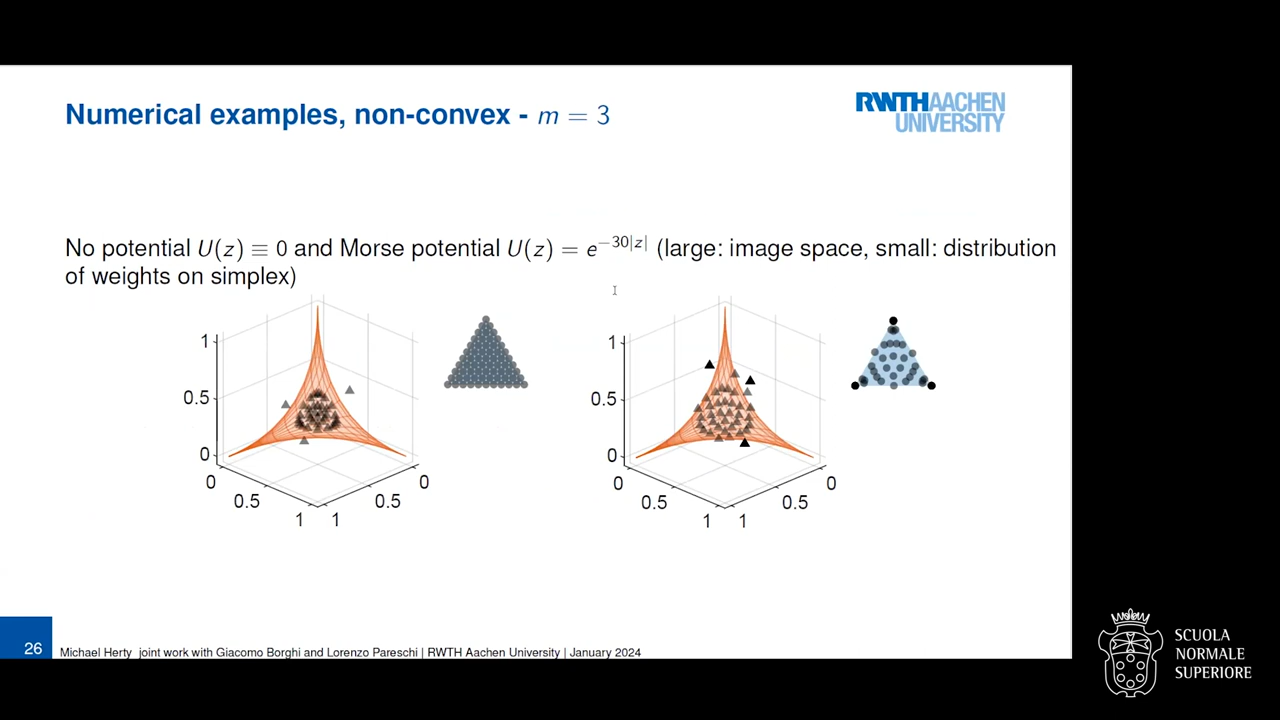 Numerical examples, non-convex - m = 3
RWTH AACHEN
UNIVERSITY
No potential U(z) ≡ 0 and Morse potential U(z) = e^{−30|z|} (large: image space, small: distribution
of weights on simplex)
1
0.5
0
0
0.5
1
1
0.5
0
1
0.5
0
0
0.5
1
1
0.5
0
26
Michael Herty joint work with Giacomo Borghi and Lorenzo Pareschi | RWTH Aachen University | January 2024
SCUOLA
NORMALE
SUPERIORE